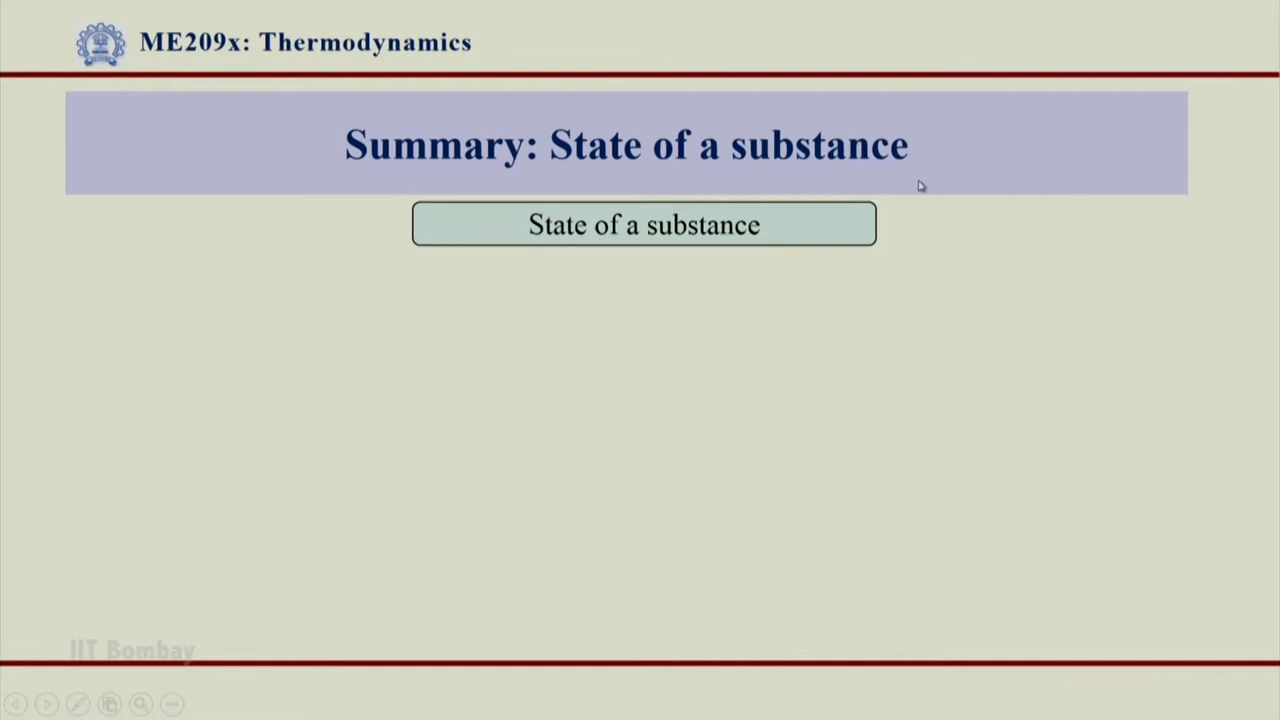 ME209x: Thermodynamics
Summary: State of a substance
State of a substance
IIT Bombay